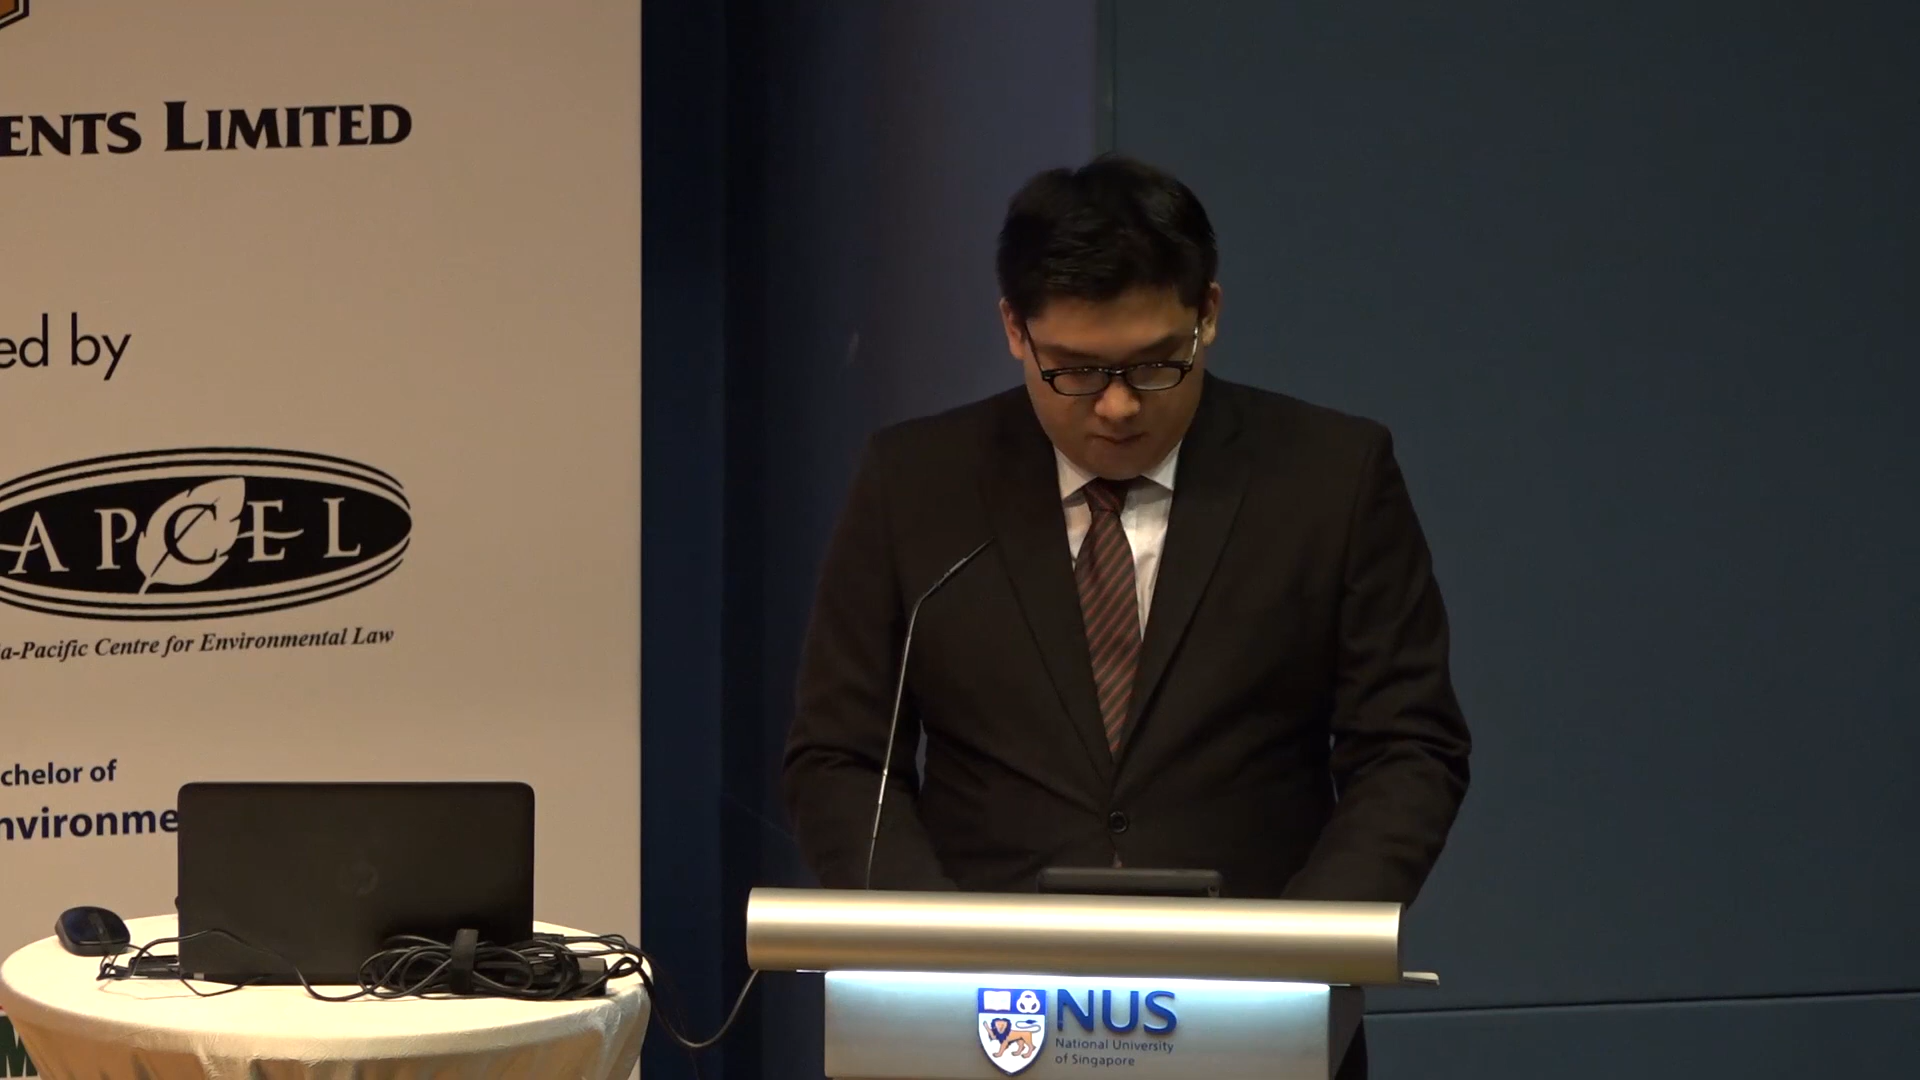 ENTS LIMITED
ed by
APCEL
a-Pacific Centre for Environmental Law
chelor of
nvironme
NUS
National University
of Singapore